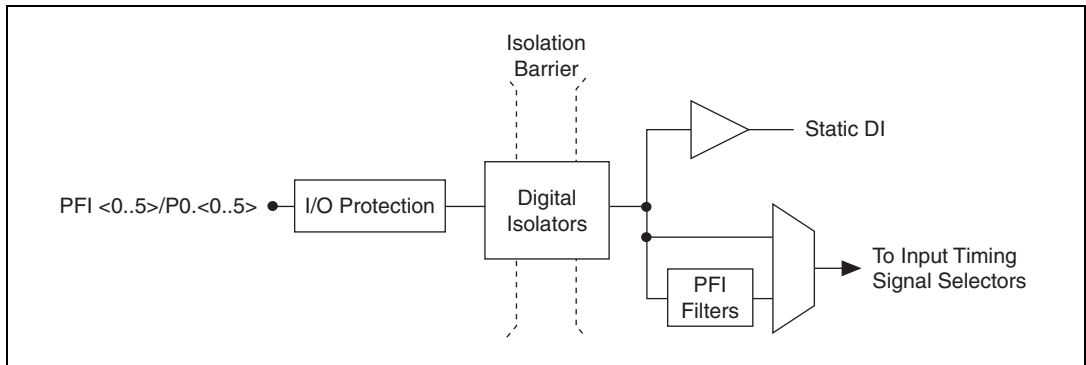 Isolation
Barrier
Static DI
PFI <0..5>/P0.<0..5>
I/O Protection
Digital
Isolators
To Input Timing
Signal Selectors
PFI
Filters